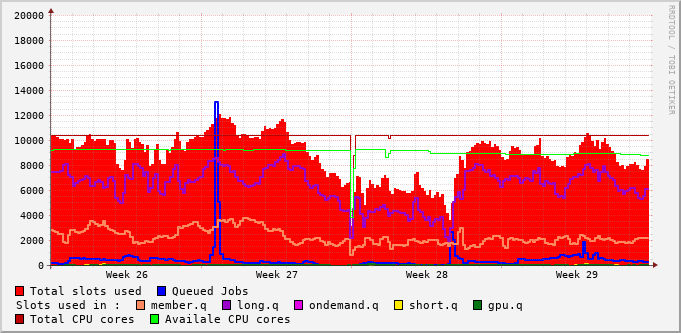 20000
18000
16000
14000
12000
10000
8000
6000
4000
2000
0
Week 26 Week 27 Week 28 Week 29
Total slots used Queued Jobs
Slots used in : member.q long.q ondemand.q short.q gpu.q
Total CPU cores Availale CPU cores
RRDTOOL / TOBI OETIKER